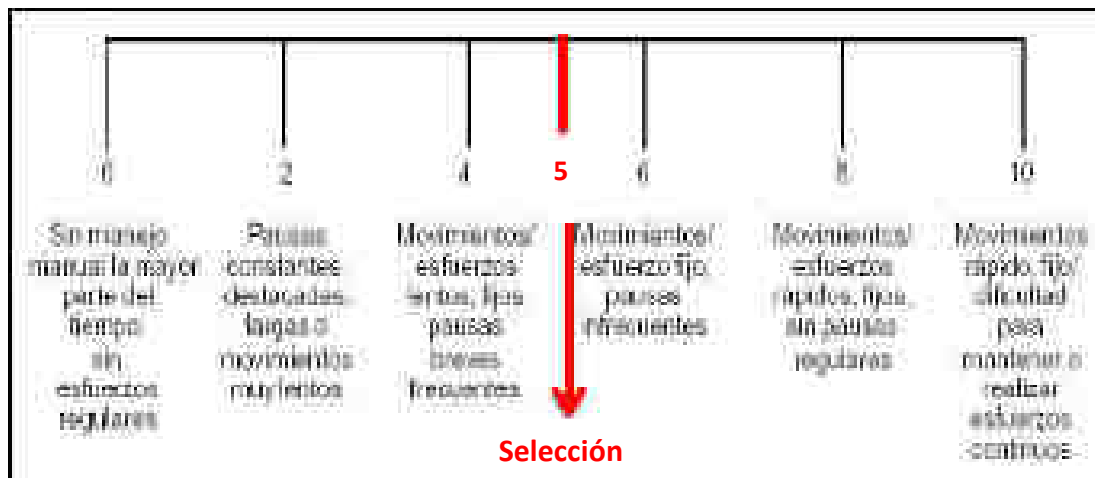 0
2
4
5
6
8
10
Sin manejo
manual la mayor
parte del
tiempo
sin
esfuerzos
regulares
Pausas
constantes
destacadas,
largas o
movimientos
muy lentos
Movimientos/
esfuerzos
lentos, fijos
pausas
breves
frecuentes
Movimientos/
esfuerzo fijo,
pausas
infrecuentes
Movimientos/
esfuerzos
rápidos, fijos,
sin pausas
regulares
Movimientos
rápido, fijo/
dificultad
para
mantener o
realizar
esfuerzos
continuos
Selección